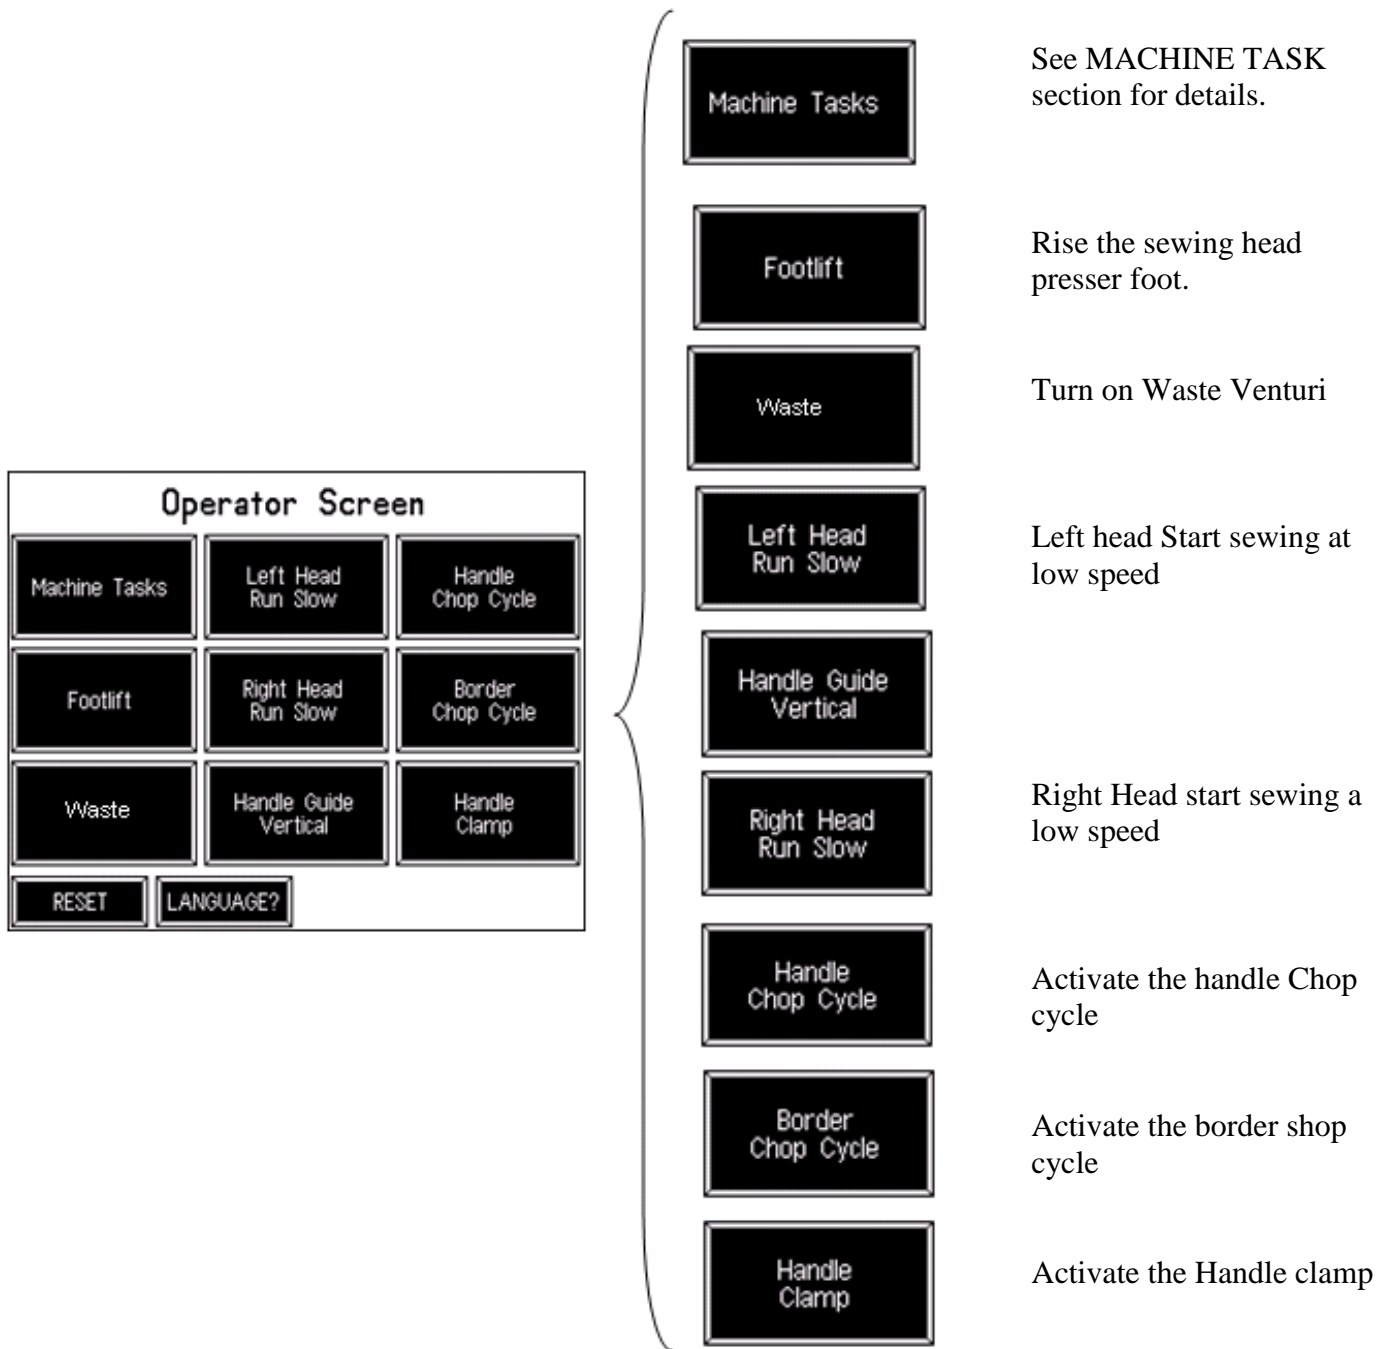 Operator Screen
Machine Tasks
Left Head
Run Slow
Handle
Chop Cycle
Footlift
Right Head
Run Slow
Border
Chop Cycle
Waste
Handle Guide
Vertical
Handle
Clamp
RESET
LANGUAGE?
Machine Tasks
See MACHINE TASK
section for details.
Footlift
Rise the sewing head
presser foot.
Waste
Turn on Waste Venturi
Left Head
Run Slow
Left head Start sewing at
low speed
Handle Guide
Vertical
Right Head
Run Slow
Right Head start sewing a
low speed
Handle
Chop Cycle
Activate the handle Chop
cycle
Border
Chop Cycle
Activate the border shop
cycle
Handle
Clamp
Activate the Handle clamp